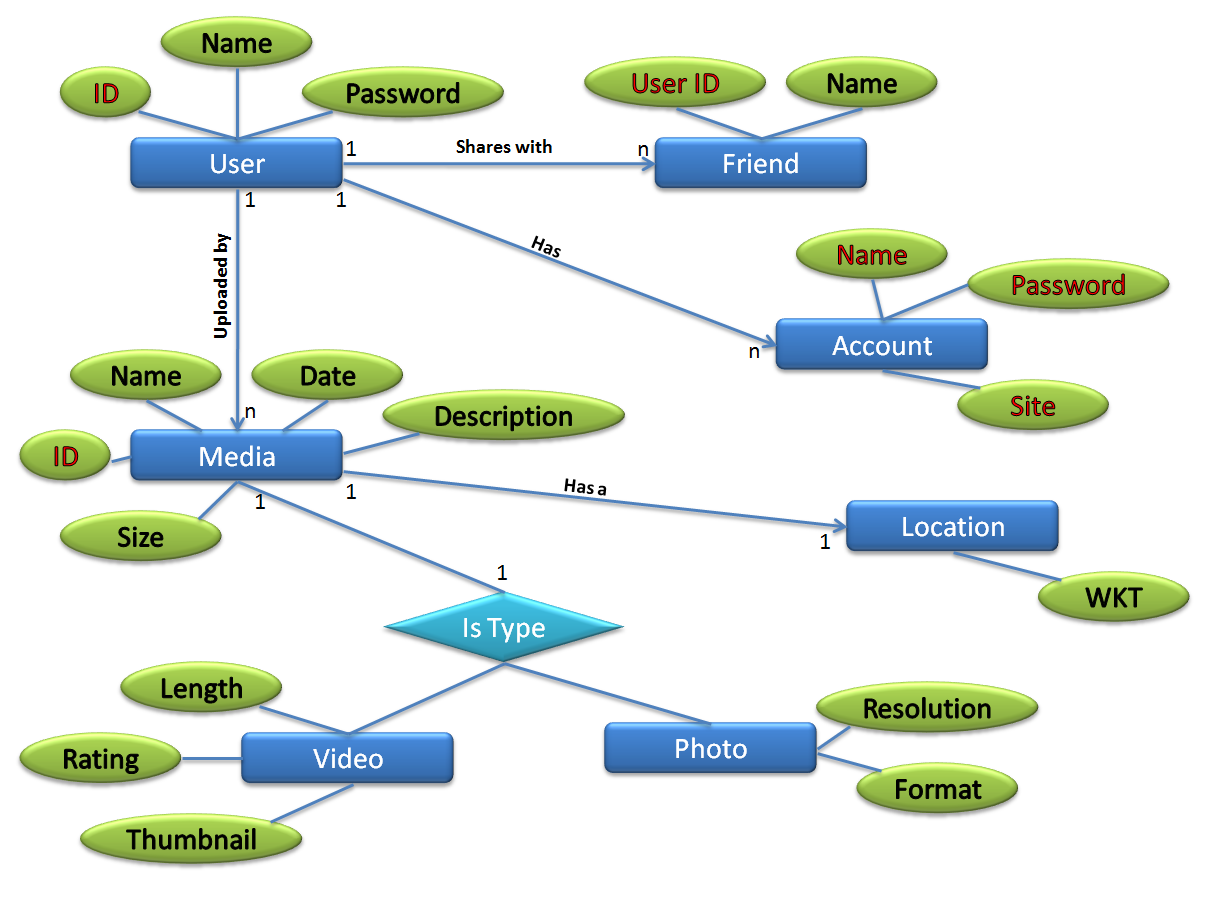 Name
ID
Password
User ID
Name
User
1
Shares with
n
Friend
1
1
Uploaded by
Has
Name
Password
n
Account
Site
Name
Date
n
Description
ID
Media
1
1
Has a
1
Location
Size
1
WKT
Is Type
Length
Resolution
Rating
Video
Photo
Format
Thumbnail